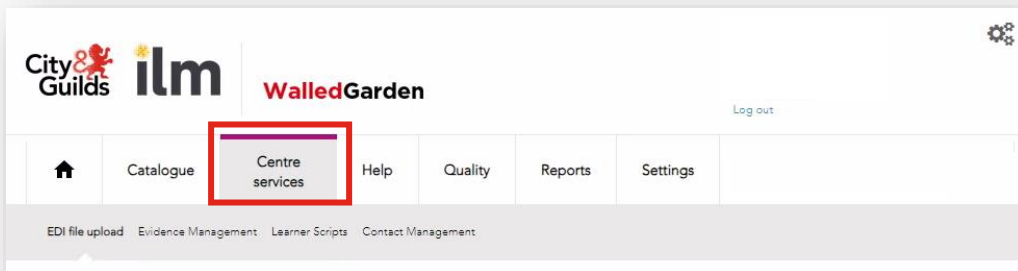 City & Guilds
ilm
WalledGarden
Log out
Catalogue
Centre services
Help
Quality
Reports
Settings
EDI file upload Evidence Management Learner Scripts Contact Management